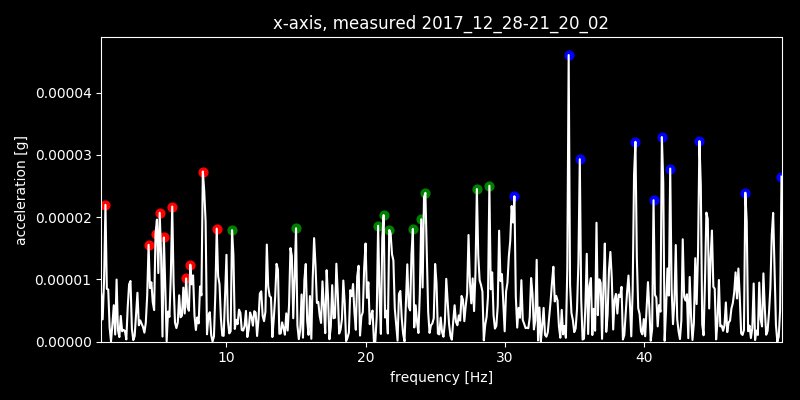 x-axis, measured 2017_12_28-21_20_02
acceleration [g]
0.00004
0.00003
0.00002
0.00001
0.00000
10 20 30 40
frequency [Hz]